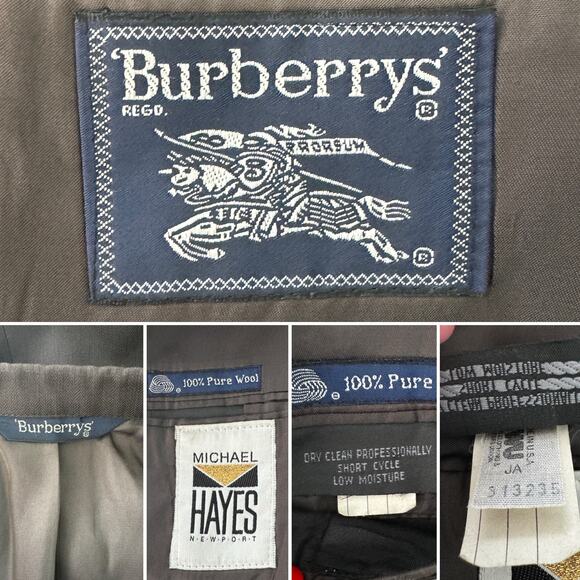 'Burberrys'
REGD.
®
PRORSUM
®
'Burberrys'
®
100% Pure Wool
MICHAEL
HAYES
N•E•W•P•O•R•T
100% Pure
DRY CLEAN PROFESSIONALLY
SHORT CYCLE
LOW MOISTURE
JA
313235